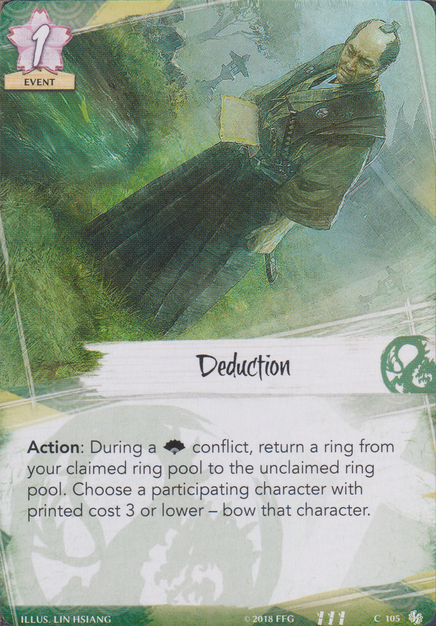 1
EVENT
Deduction
Action: During a conflict, return a ring from
your claimed ring pool to the unclaimed ring
pool. Choose a participating character with
printed cost 3 or lower – bow that character.
ILLUS. LIN HSIANG © 2018 FFG C 105